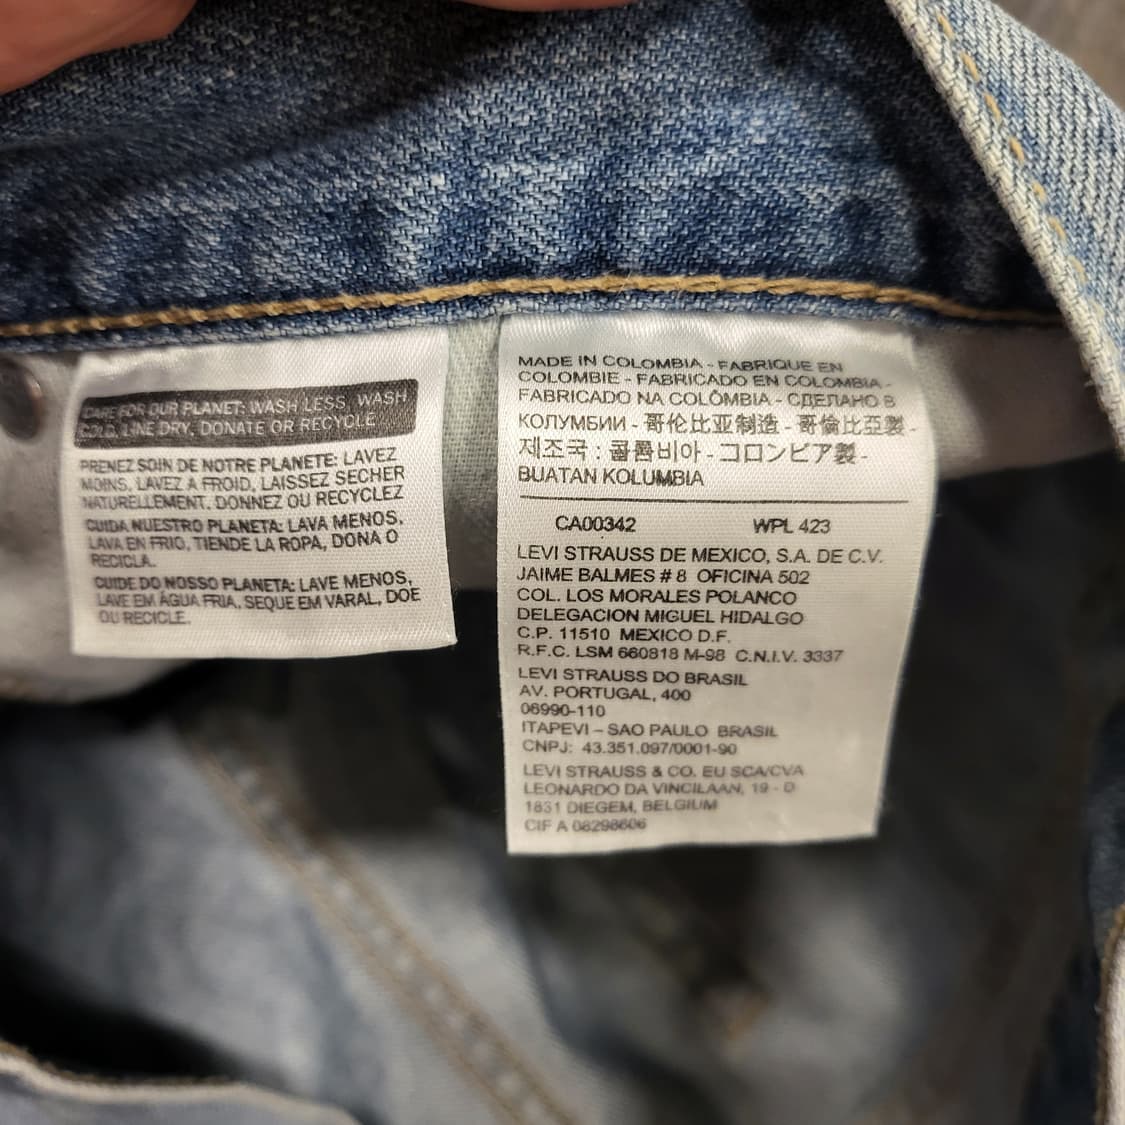 CARE FOR OUR PLANET: WASH LESS, WASH
COLD, LINE DRY, DONATE OR RECYCLE
PRENEZ SOIN DE NOTRE PLANETE: LAVEZ
MOINS, LAVEZ A FROID, LAISSEZ SECHER
NATURELLEMENT, DONNEZ OU RECYCLEZ
CUIDA NUESTRO PLANETA: LAVA MENOS,
LAVA EN FRIO, TIENDE LA ROPA, DONA O
RECICLA.
CUIDE DO NOSSO PLANETA: LAVE MENOS,
LAVE EM ÁGUA FRIA, SEQUE EM VARAL, DOE
OU RECICLE.
MADE IN COLOMBIA - FABRIQUE EN
COLOMBIE - FABRICADO EN COLOMBIA -
FABRICADO NA COLÔMBIA - СДЕЛАНО В
КОЛУМБИИ - 哥伦比亚制造 - 哥倫比亞製 -
제조국 : 콜롬비아 - コロンビア製 -
BUATAN KOLUMBIA
CA00342 WPL 423
LEVI STRAUSS DE MEXICO, S.A. DE C.V.
JAIME BALMES # 8 OFICINA 502
COL. LOS MORALES POLANCO
DELEGACION MIGUEL HIDALGO
C.P. 11510 MEXICO D.F.
R.F.C. LSM 660818 M-98 C.N.I.V. 3337
LEVI STRAUSS DO BRASIL
AV. PORTUGAL, 400
06990-110
ITAPEVI – SAO PAULO BRASIL
CNPJ: 43.351.097/0001-90
LEVI STRAUSS & CO. EU SCA/CVA
LEONARDO DA VINCILAAN, 19 - D
1831 DIEGEM, BELGIUM
CIF A 08298606